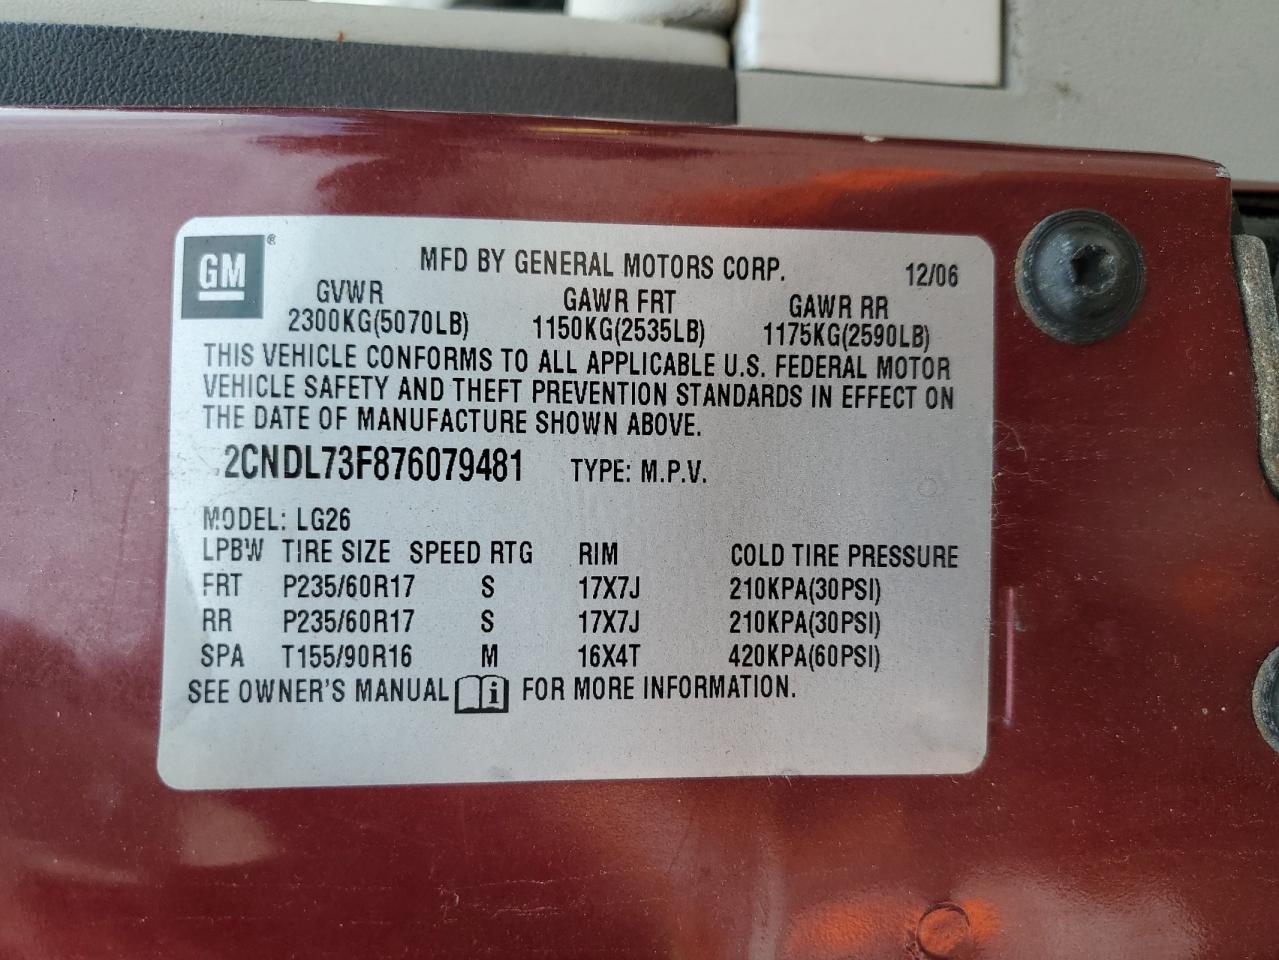 GM ®
MFD BY GENERAL MOTORS CORP. 12/06
GVWR GAWR FRT GAWR RR
2300KG(5070LB) 1150KG(2535LB) 1175KG(2590LB)
THIS VEHICLE CONFORMS TO ALL APPLICABLE U.S. FEDERAL MOTOR
VEHICLE SAFETY AND THEFT PREVENTION STANDARDS IN EFFECT ON
THE DATE OF MANUFACTURE SHOWN ABOVE.
2CNDL73F876079481 TYPE: M.P.V.
MODEL: LG26
LPBW TIRE SIZE SPEED RTG RIM COLD TIRE PRESSURE
FRT P235/60R17 S 17X7J 210KPA(30PSI)
RR P235/60R17 S 17X7J 210KPA(30PSI)
SPA T155/90R16 M 16X4T 420KPA(60PSI)
SEE OWNER'S MANUAL i FOR MORE INFORMATION.